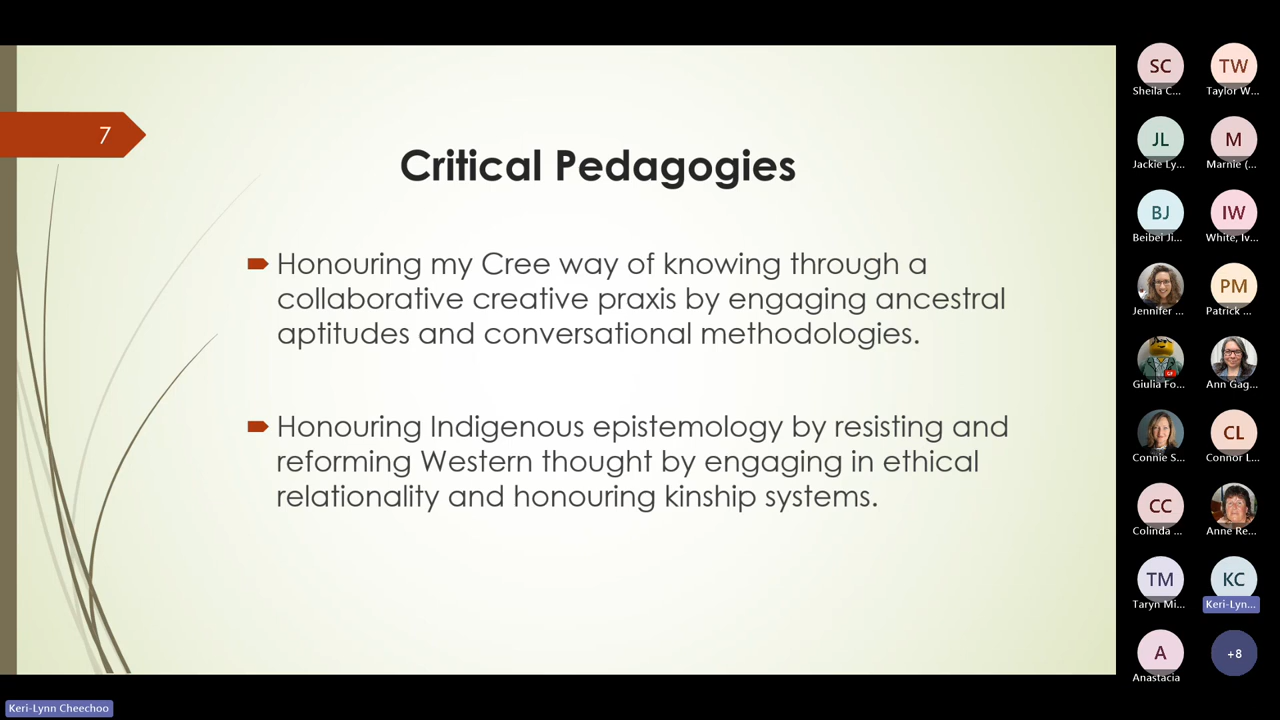 7
Critical Pedagogies
Honouring my Cree way of knowing through a
collaborative creative praxis by engaging ancestral
aptitudes and conversational methodologies.
Honouring Indigenous epistemology by resisting and
reforming Western thought by engaging in ethical
relationality and honouring kinship systems.
SC
Sheila C...
TW
Taylor W...
JL
Jackie Ly...
M
Marnie (...
BJ
Beibei Ji...
IW
White, Iv...
Jennifer ...
PM
Patrick ...
Giulia Fo...
Ann Gag...
Connie S...
CL
Connor L...
CC
Colinda ...
Anne Re...
TM
Taryn Mi...
KC
Keri-Lyn...
A
Anastacia
+8
Keri-Lynn Cheechoo